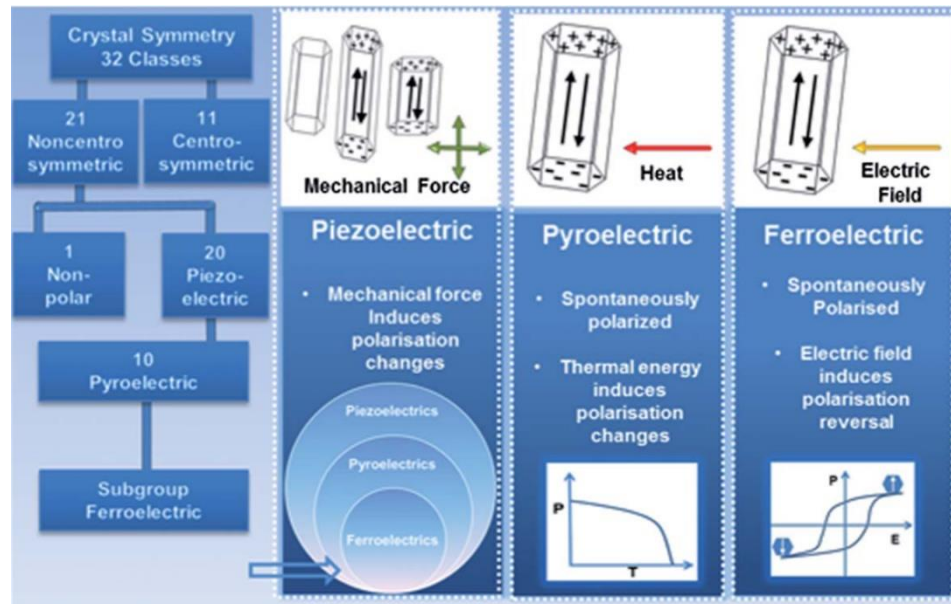 Crystal Symmetry
32 Classes
21
Noncentro
symmetric
11
Centro-
symmetric
1
Non-
polar
20
Piezo-
electric
10
Pyroelectric
Subgroup
Ferroelectric
Mechanical Force
Piezoelectric
• Mechanical force
Induces
polarisation
changes
Piezoelectrics
Pyroelectrics
Ferroelectrics
Heat
Pyroelectric
• Spontaneously
polarized
• Thermal energy
induces
polarisation
changes
P
T
Electric
Field
Ferroelectric
• Spontaneously
Polarised
• Electric field
induces
polarisation
reversal
P
E